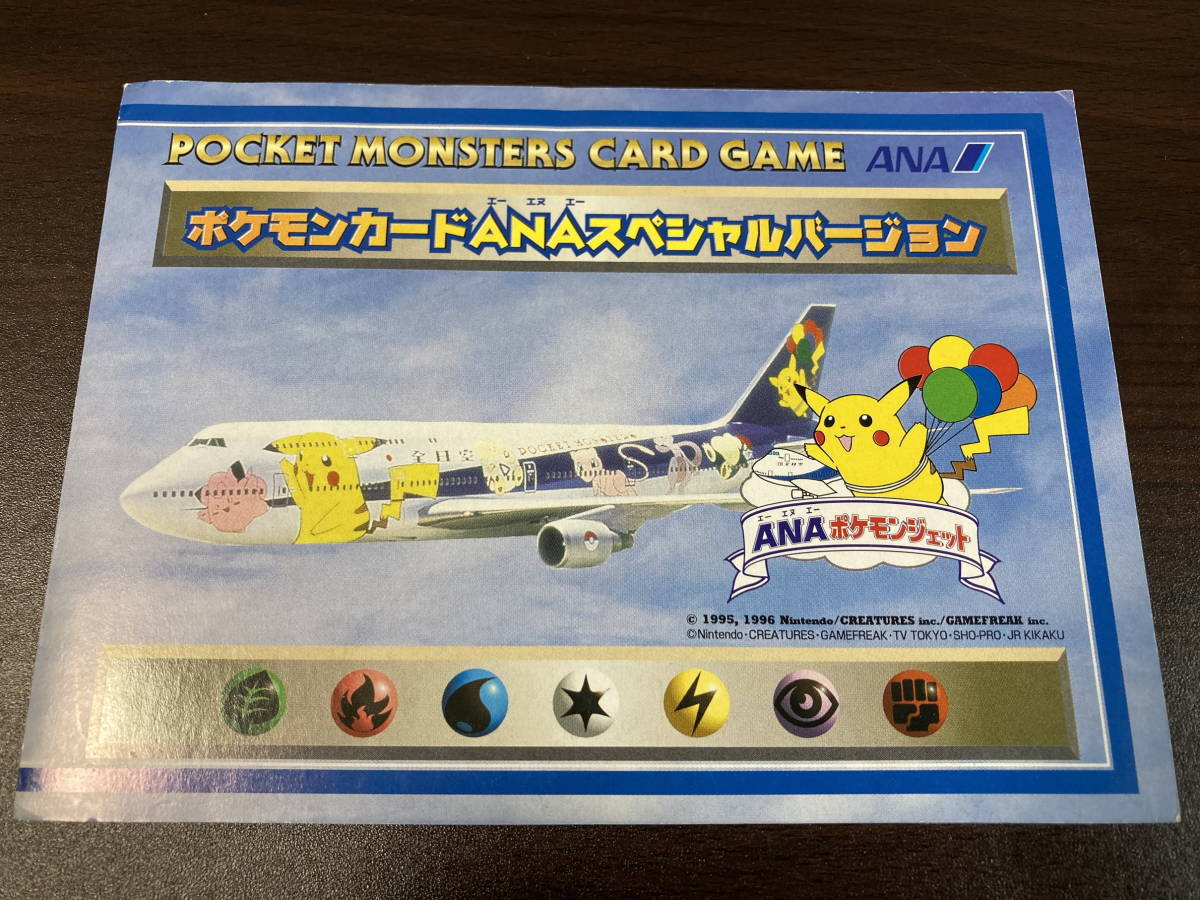 POCKET MONSTERS CARD GAME ANA
エー エヌ エー
ポケモンカードANAスペシャルバージョン
全日空
POCKET MONSTERS
エー エヌ エー
ANAポケモンジェット
© 1995, 1996 Nintendo/CREATURES inc./GAMEFREAK inc.
©Nintendo・CREATURES・GAMEFREAK・TV TOKYO・SHO-PRO・JR KIKAKU